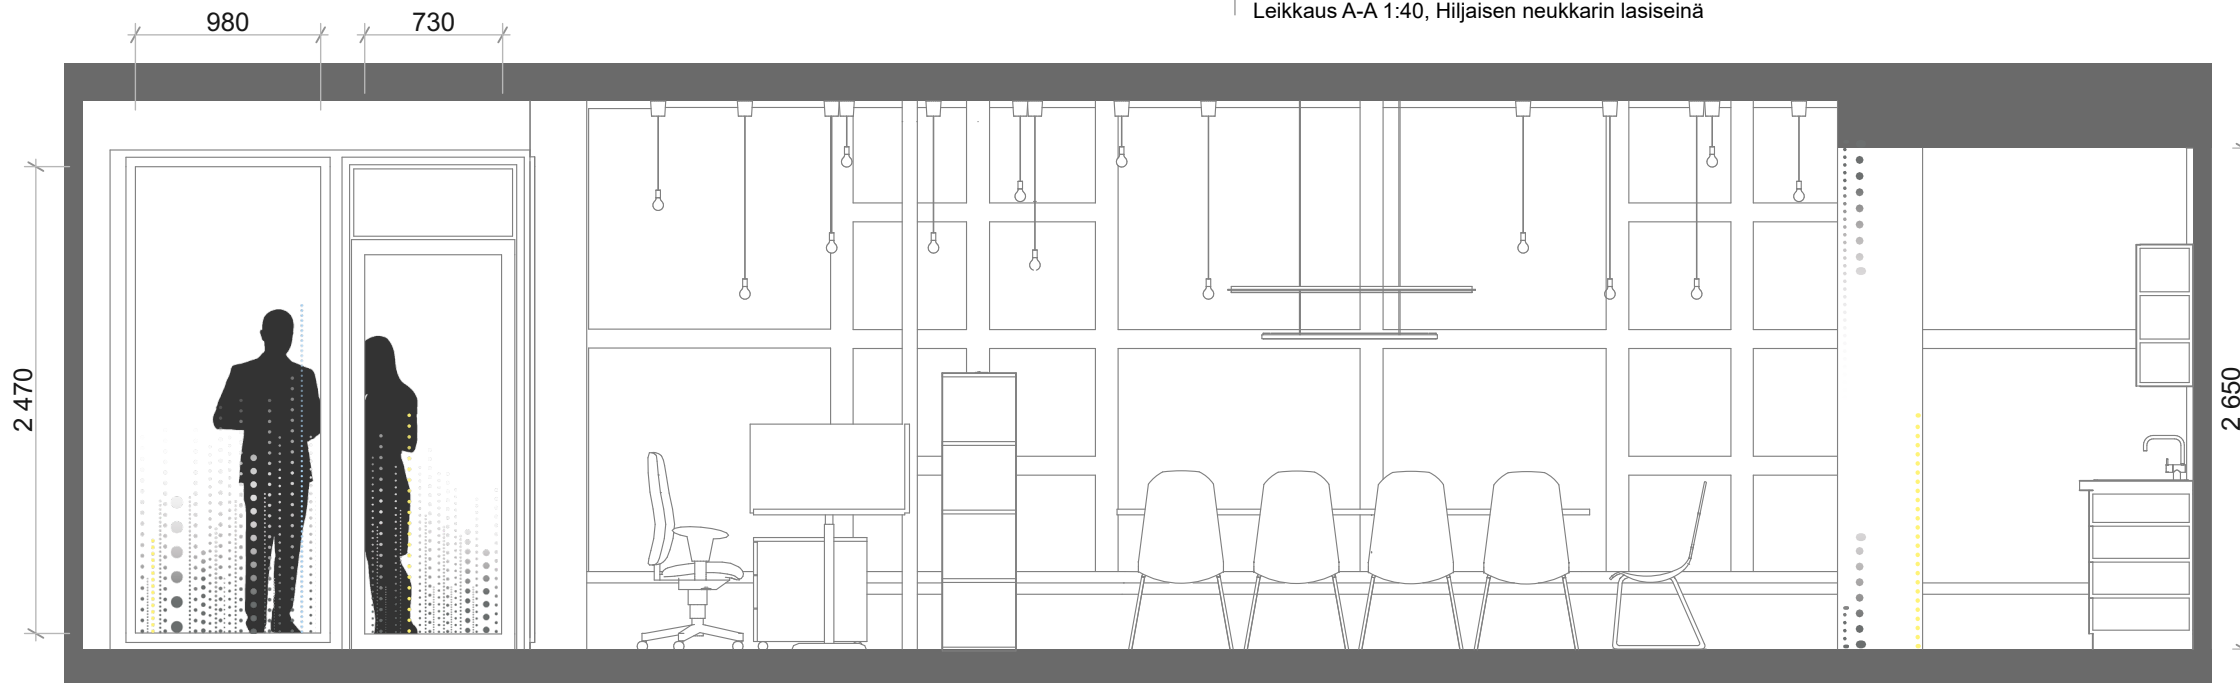 Leikkaus A-A 1:40, Hiljaisen neukkarin lasiseinä
980
730
2 470
2 650